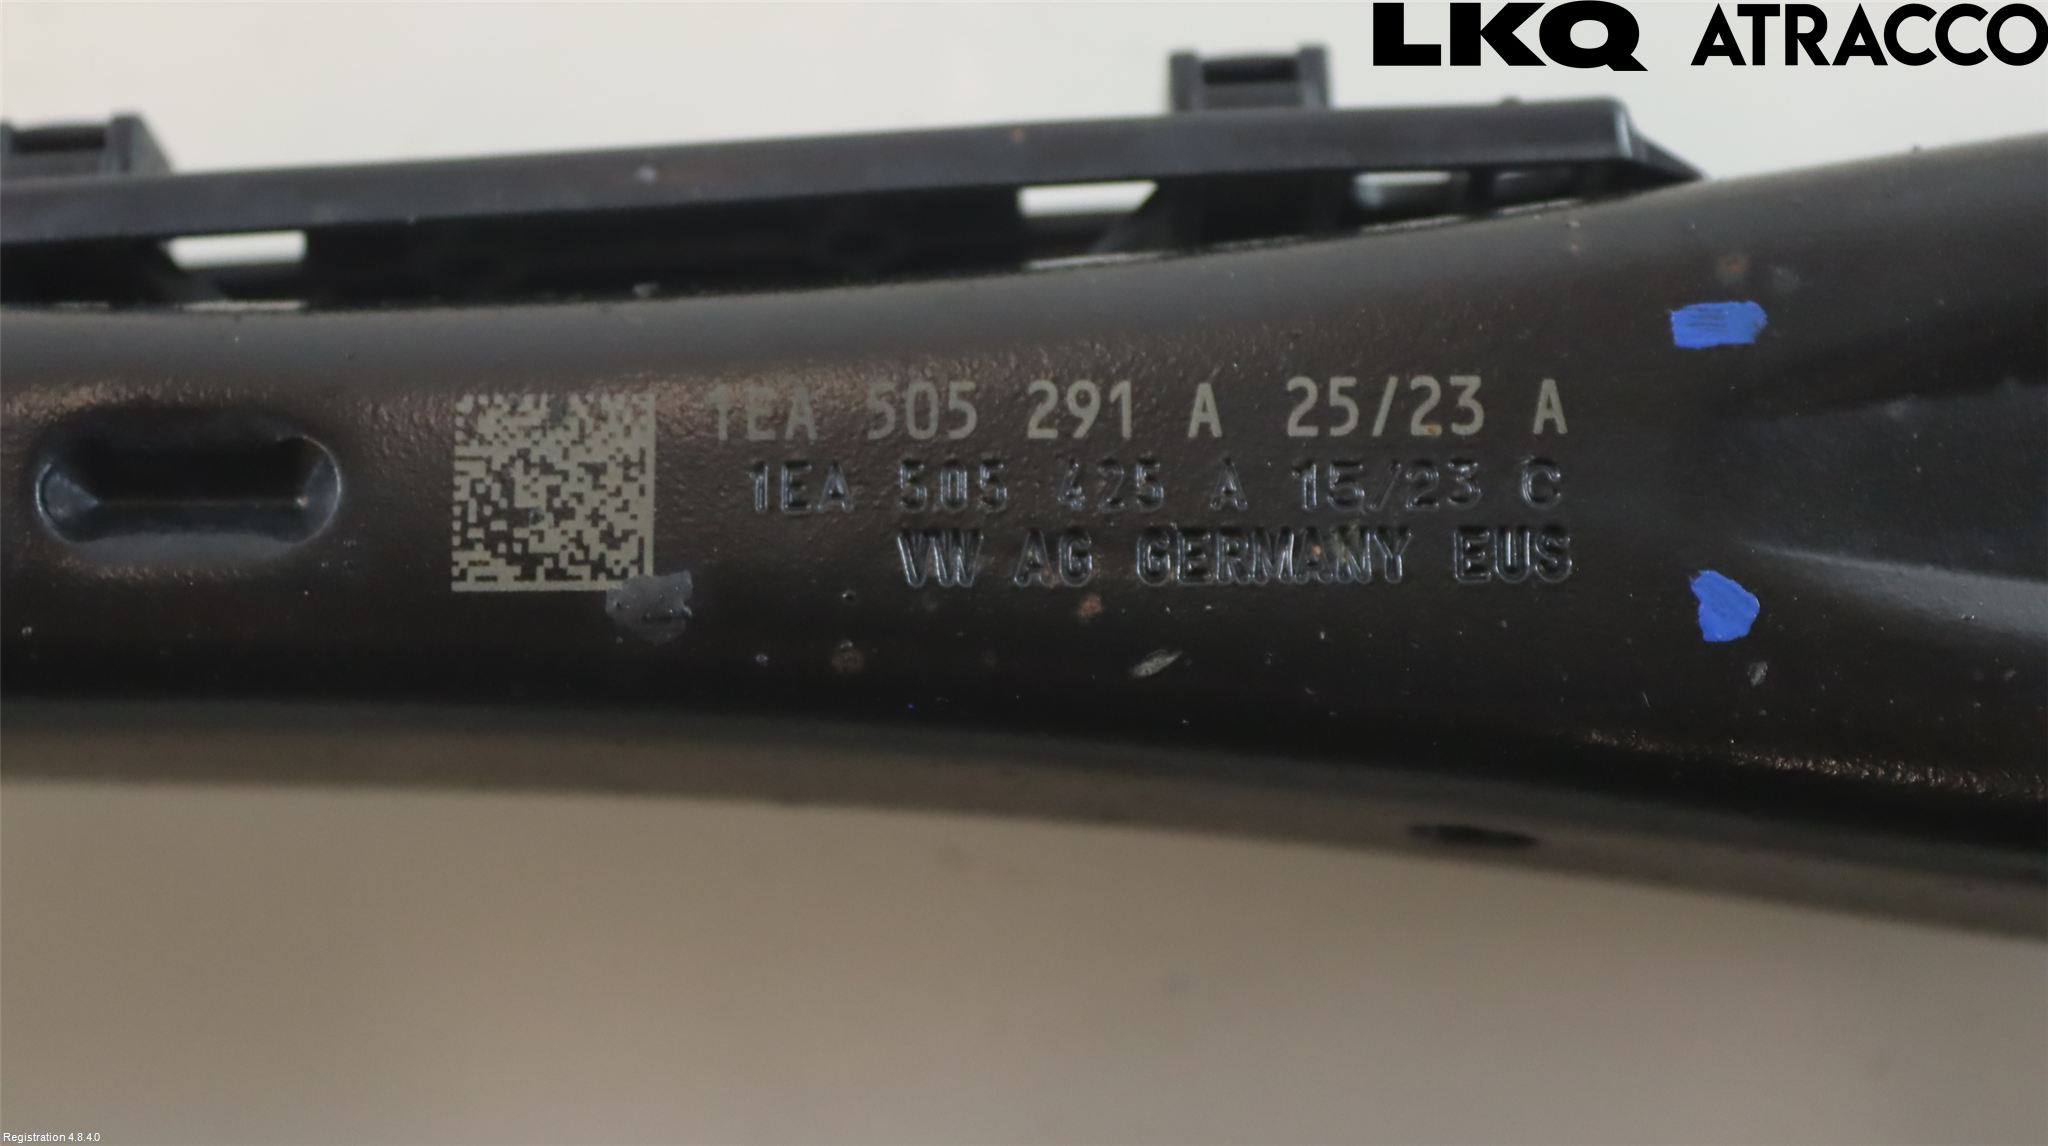 LKQ ATRACCO
1EA 505 291 A 25/23 A
1EA 505 425 A 15/23 C
VW AG GERMANY EUS
Registration 4.8.4.0